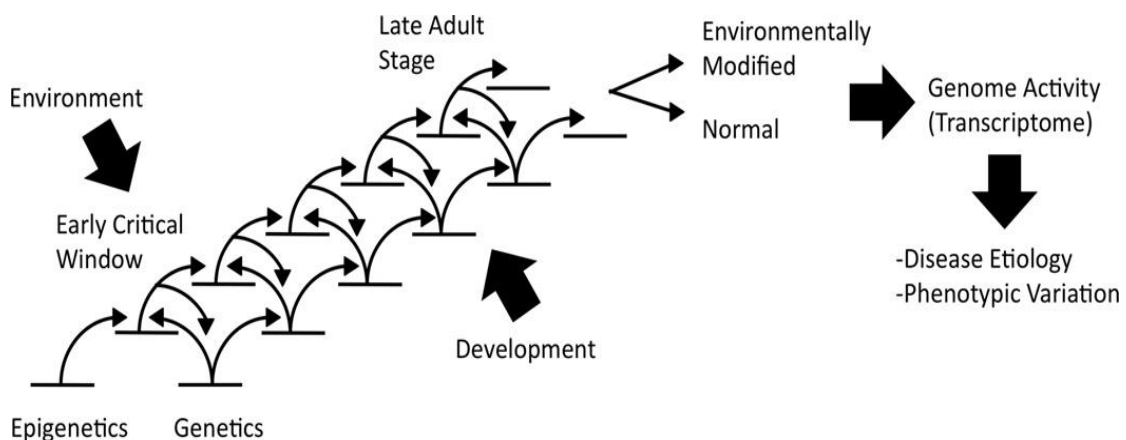 Late Adult
Stage
Environmentally
Modified
Normal
Genome Activity
(Transcriptome)
Environment
Early Critical
Window
-Disease Etiology
-Phenotypic Variation
Development
Epigenetics
Genetics